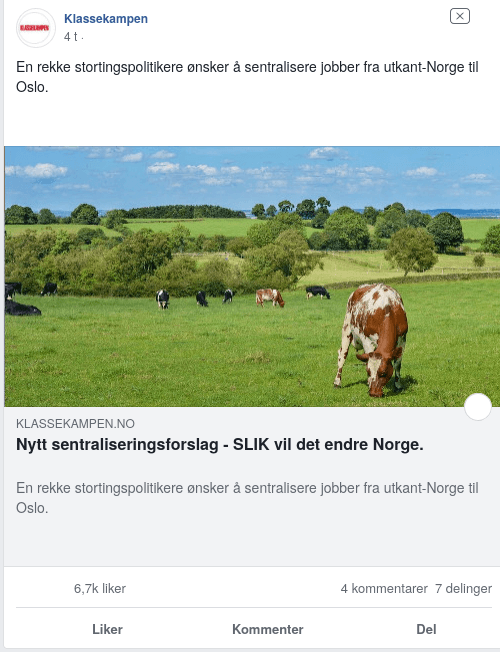 KLASSEKAMPEN
Klassekampen
4 t ·
En rekke stortingspolitikere ønsker å sentralisere jobber fra utkant-Norge til
Oslo.
KLASSEKAMPEN.NO
Nytt sentraliseringsforslag - SLIK vil det endre Norge.
En rekke stortingspolitikere ønsker å sentralisere jobber fra utkant-Norge til
Oslo.
6,7k liker 4 kommentarer 7 delinger
Liker Kommenter Del